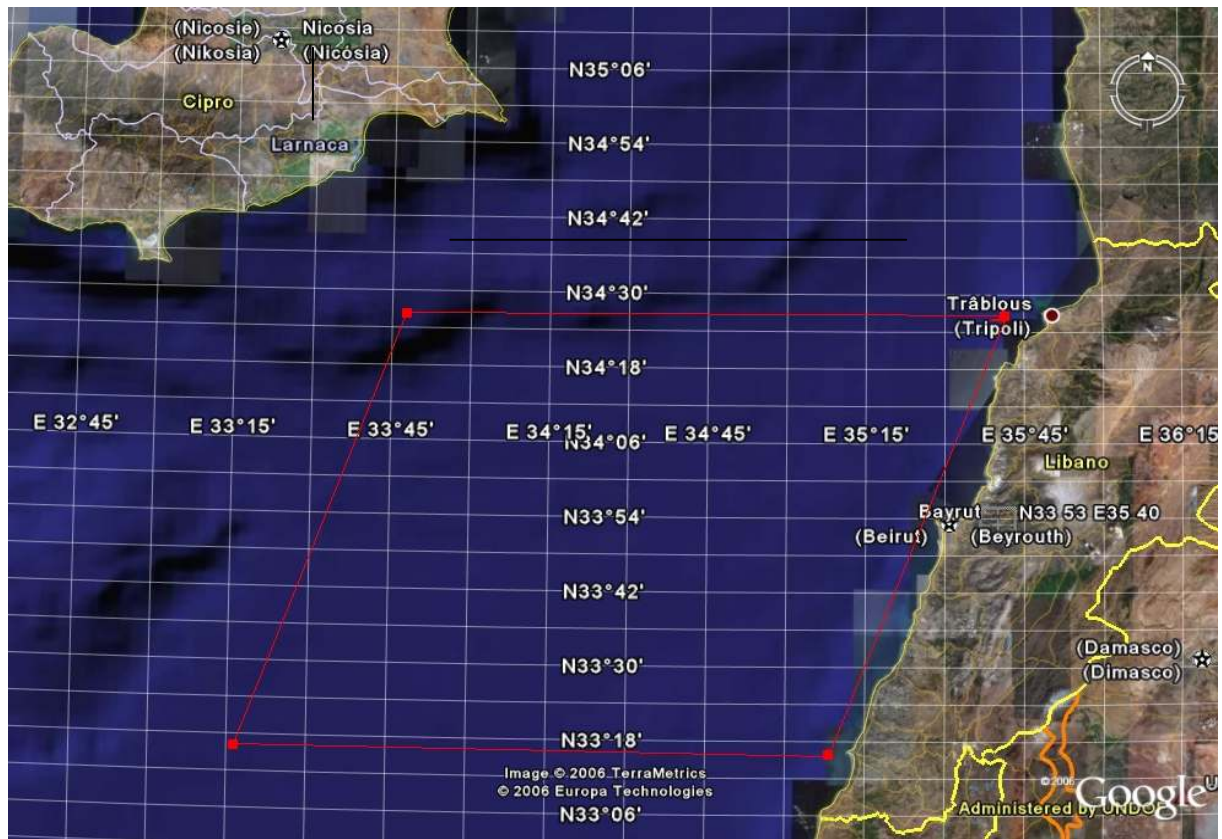 (Nicosie) Nicosia
(Nikosia) (Nicósia)
N
N35°06'
Cipro
Larnaca
N34°54'
N34°42'
N34°30'
Trâblous
(Tripoli)
N34°18'
E 32°45' E 33°15' E 33°45' E 34°15' E 34°45' E 35°15' E 35°45' E 36°15
N34°06'
Libano
N33°54'
Bayrut N33 53 E35 40
(Beirut) (Beyrouth)
N33°42'
N33°30'
(Damasco)
(Dimasco)
N33°18'
Image © 2006 TerraMetrics
© 2006 Europa Technologies
N33°06'
© 2006 Google
Administered by